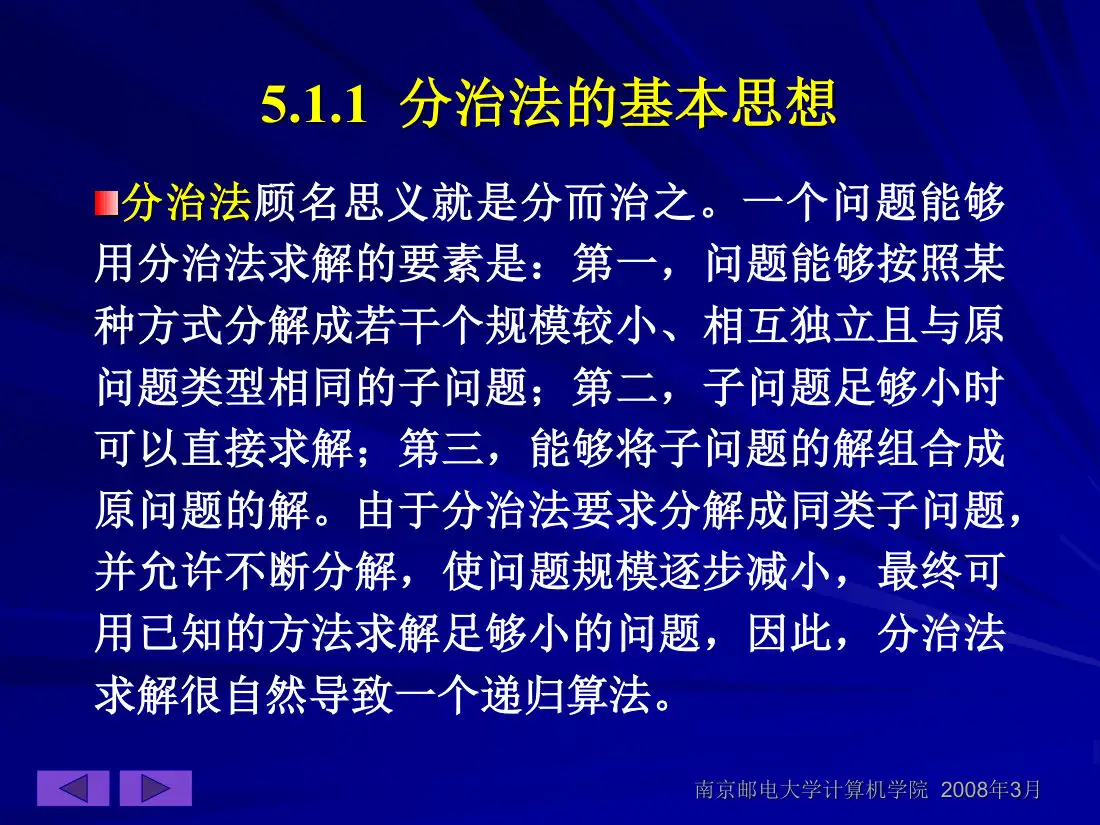 5.1.1 分治法的基本思想
分治法顾名思义就是分而治之。一个问题能够
用分治法求解的要素是：第一，问题能够按照某
种方式分解成若干个规模较小、相互独立且与原
问题类型相同的子问题；第二，子问题足够小时
可以直接求解；第三，能够将子问题的解组合成
原问题的解。由于分治法要求分解成同类子问题，
并允许不断分解，使问题规模逐步减小，最终可
用已知的方法求解足够小的问题，因此，分治法
求解很自然导致一个递归算法。
南京邮电大学计算机学院 2008年3月